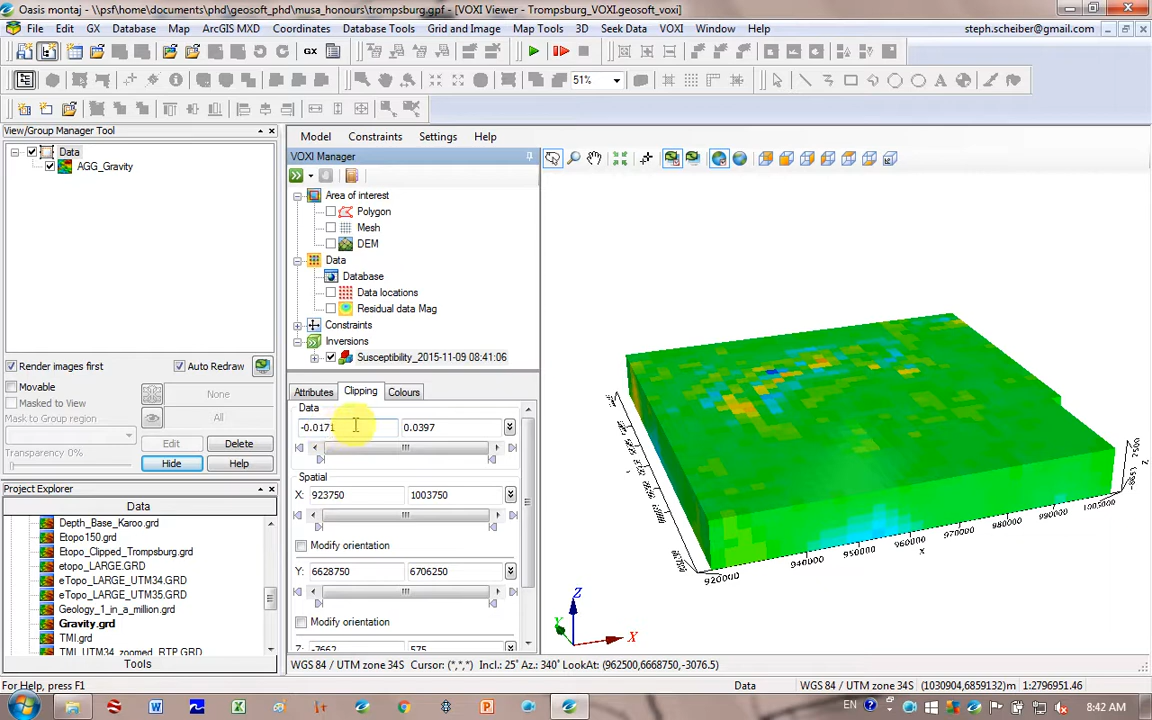 Oasis montaj - \\psf\home\documents\phd\geosoft_phd\musa_honours\trompsburg.gpf - [VOXI Viewer - Trompsburg_VOXI.geosoft_voxi]
File Edit GX Database Map ArcGIS MXD Coordinates Database Tools Grid and Image Map Tools 3D Seek Data VOXI Window Help steph.scheiber@gmail.com
GX
51%
View/Group Manager Tool
Data
AGG_Gravity
Render images first Auto Redraw
Movable
Masked to View
Mask to Group region
None
All
Edit Delete
Transparency 0%
Hide Help
Project Explorer
Data
Depth_Base_Karoo.grd
Etopo150.grd
Etopo_Clipped_Trompsburg.grd
etopo_LARGE.GRD
eTopo_LARGE_UTM34.GRD
eTopo_LARGE_UTM35.GRD
Geology_1_in_a_million.grd
Gravity.grd
TMI.grd
TMI_UTM34_zoomed_RTP.GRD
Tools
Model Constraints Settings Help
VOXI Manager
Area of interest
Polygon
Mesh
DEM
Data
Database
Data locations
Residual data Mag
Constraints
Inversions
Susceptibility_2015-11-09 08:41:06
Attributes Clipping Colours
Data
-0.0171 0.0397
Spatial
X: 923750 1003750
Modify orientation
Y: 6628750 6706250
Modify orientation
Z: -7662 575
920000 940000 950000 960000 970000 980000 990000
X
Z
2500
Z
Y
X
WGS 84 / UTM zone 34S Cursor: (*,*,*) Incl.: 25° Az.: 340° LookAt: (962500,6668750,-3076.5)
For Help, press F1 Data WGS 84 / UTM zone 34S (1030904,6859132) m 1:2796951.46
EN 8:42 AM